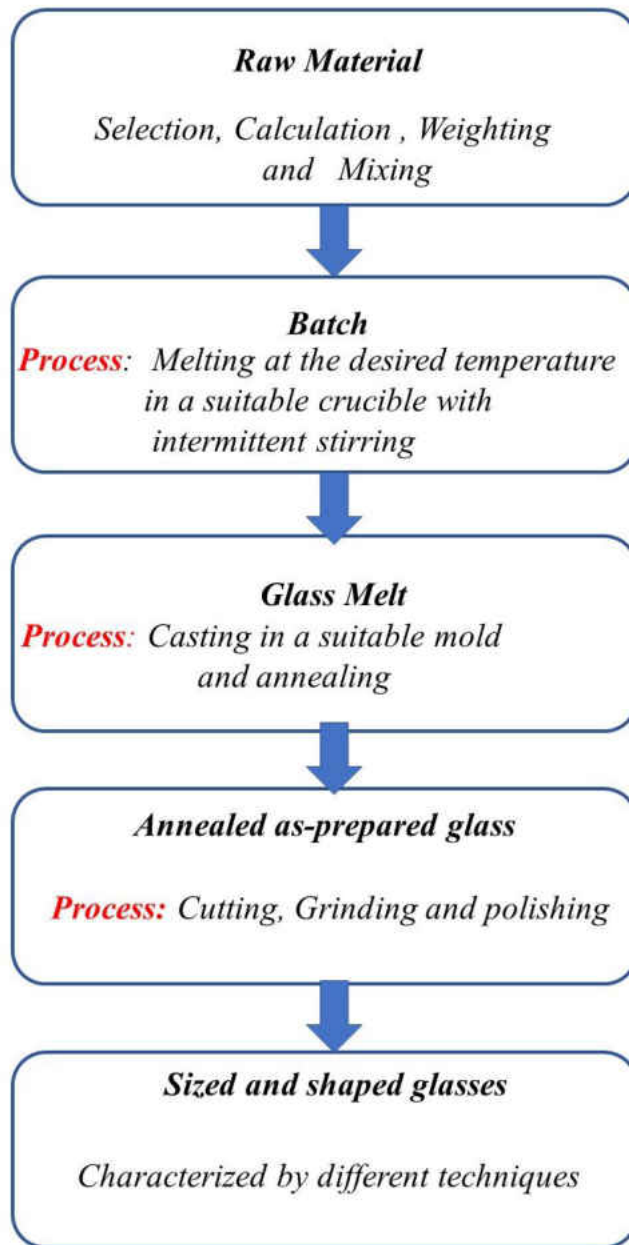 Raw Material
Selection, Calculation , Weighting
and Mixing
Batch
Process: Melting at the desired temperature
in a suitable crucible with
intermittent stirring
Glass Melt
Process: Casting in a suitable mold
and annealing
Annealed as-prepared glass
Process: Cutting, Grinding and polishing
Sized and shaped glasses
Characterized by different techniques